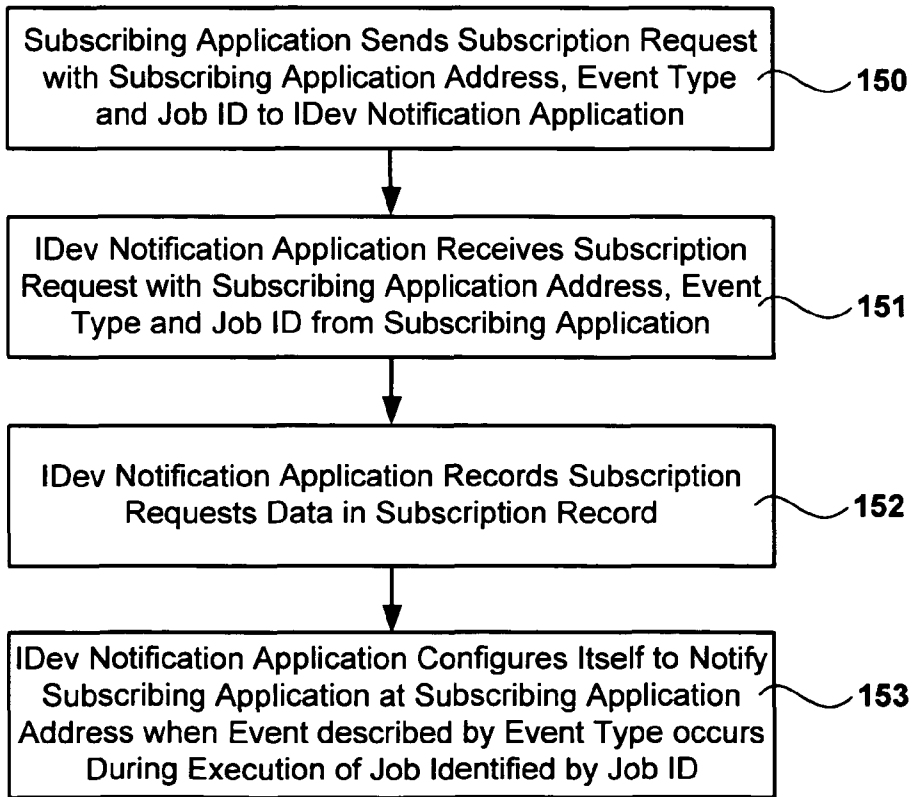 Subscribing Application Sends Subscription Request
with Subscribing Application Address, Event Type
and Job ID to IDev Notification Application
150
IDev Notification Application Receives Subscription
Request with Subscribing Application Address, Event
Type and Job ID from Subscribing Application
151
IDev Notification Application Records Subscription
Requests Data in Subscription Record
152
IDev Notification Application Configures Itself to Notify
Subscribing Application at Subscribing Application
Address when Event described by Event Type occurs
During Execution of Job Identified by Job ID
153